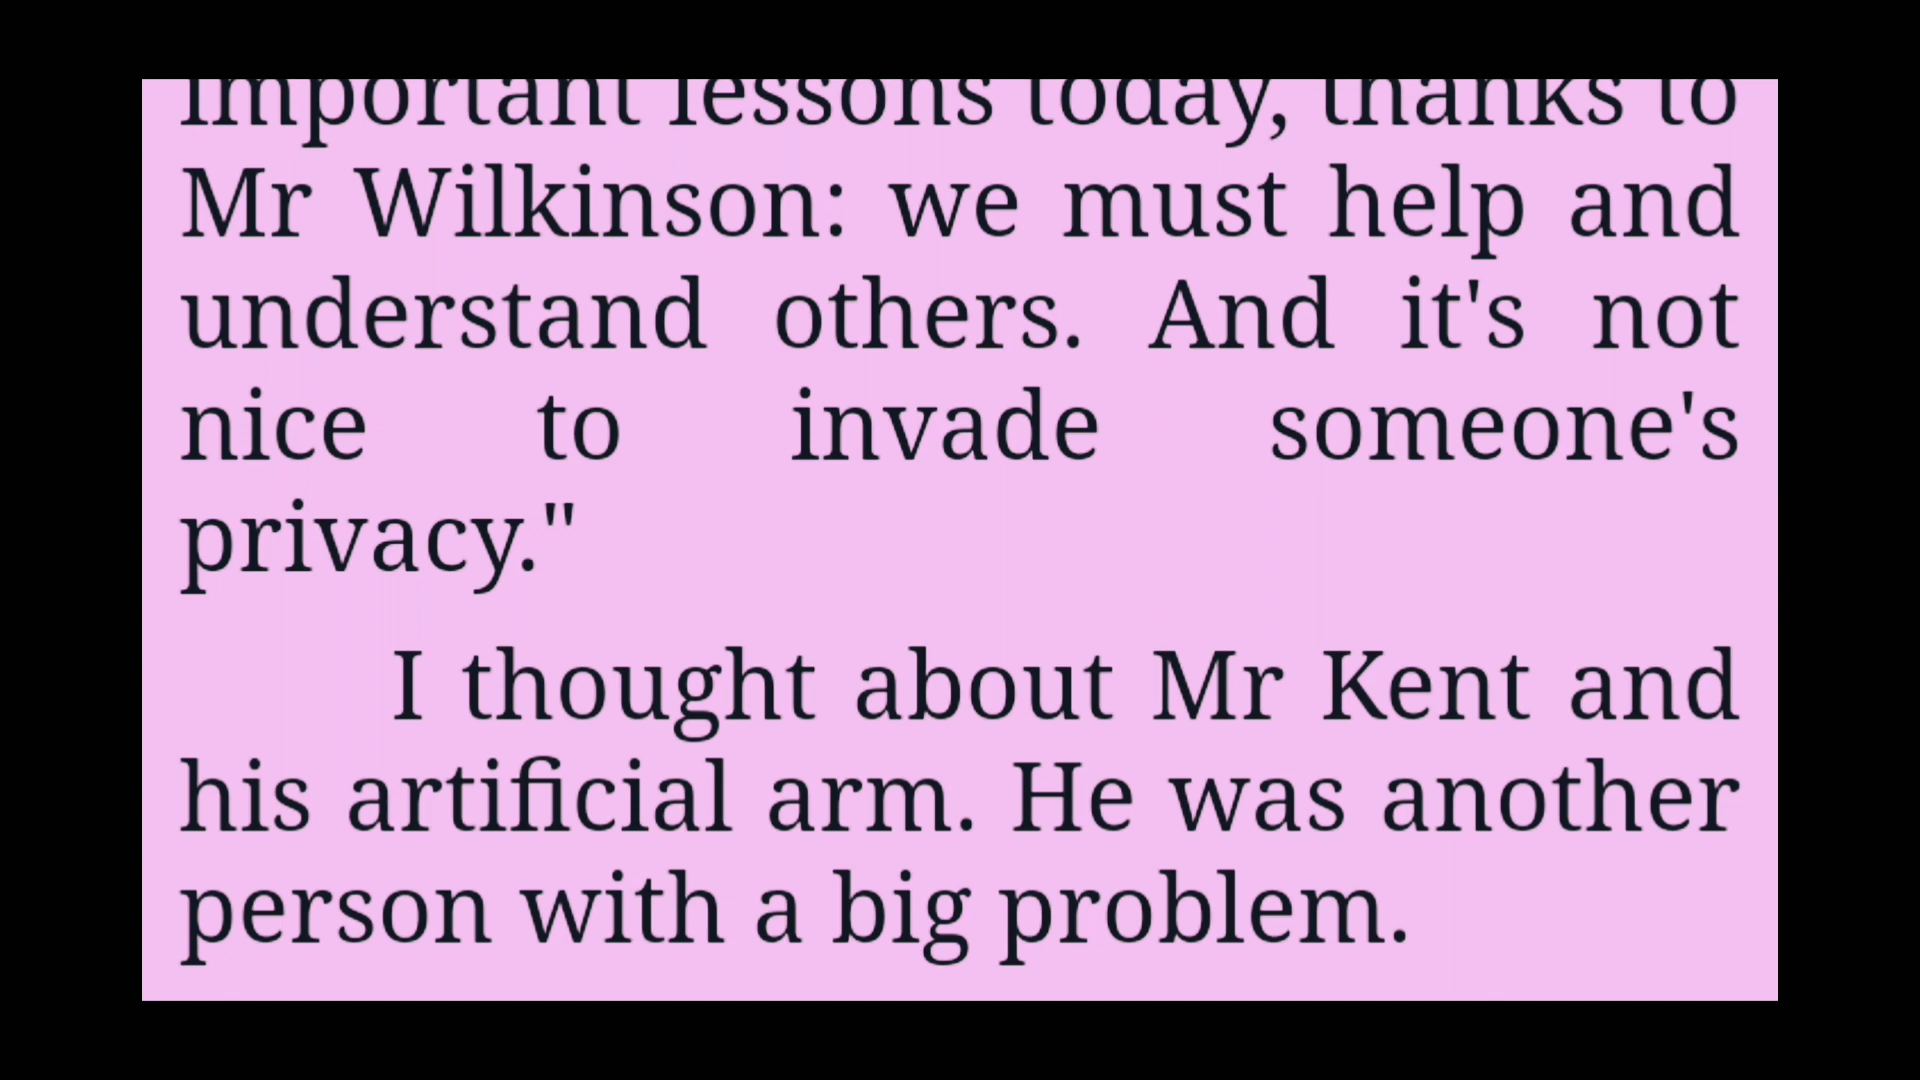 important lessons today, thanks to
Mr Wilkinson: we must help and
understand others. And it's not
nice to invade someone's
privacy."
I thought about Mr Kent and
his artificial arm. He was another
person with a big problem.